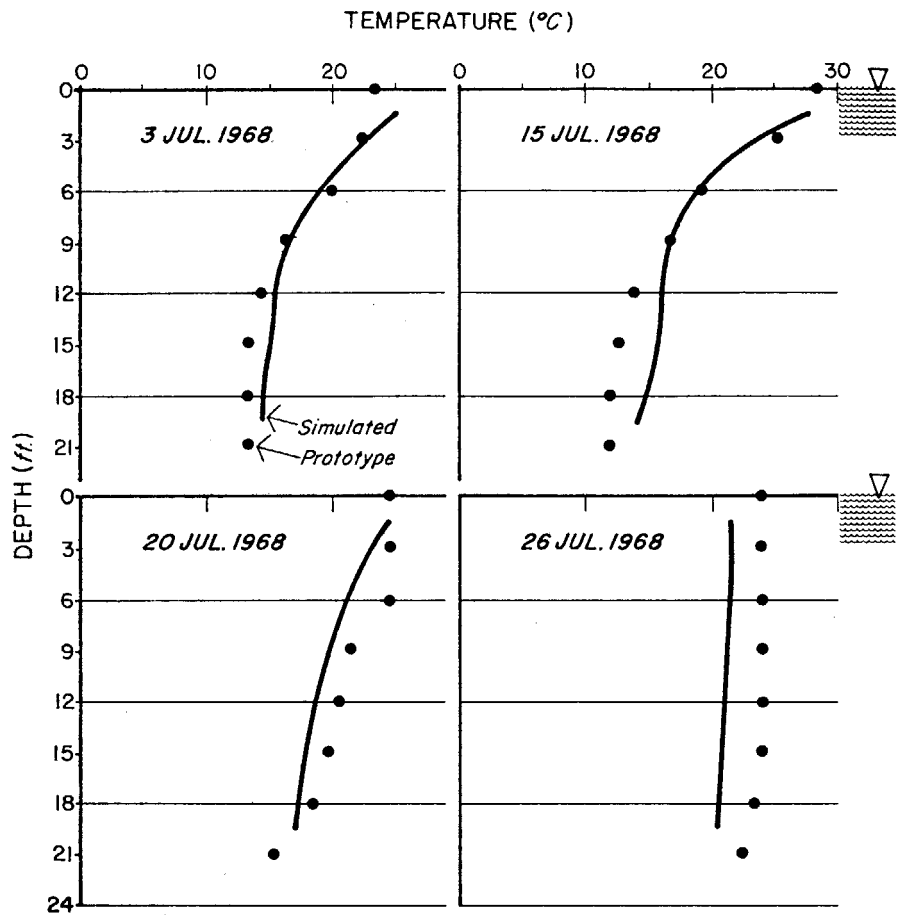 TEMPERATURE (°C)
0 10 20 0 10 20 30
0
3
6
9
12
15
18
21
3 JUL. 1968
15 JUL. 1968
Simulated
Prototype
DEPTH (ft.)
0
3
6
9
12
15
18
21
24
20 JUL. 1968
26 JUL. 1968